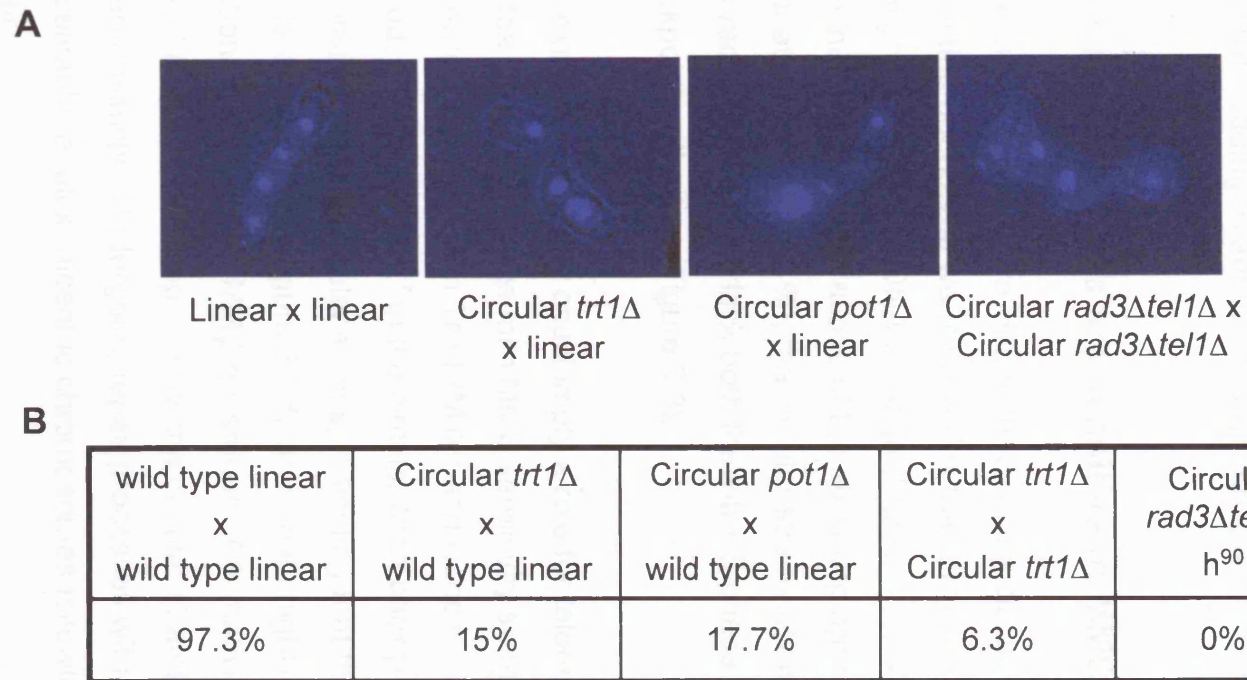 A
Linear x linear
Circular trt1Δ
x linear
Circular pot1Δ
x linear
Circular rad3Δtel1Δ x
Circular rad3Δtel1Δ
B
wild type linear
x
wild type linear
Circular trt1Δ
x
wild type linear
Circular pot1Δ
x
wild type linear
Circular trt1Δ
x
Circular trt1Δ
h⁹⁰
97.3%
15%
17.7%
6.3%
0%